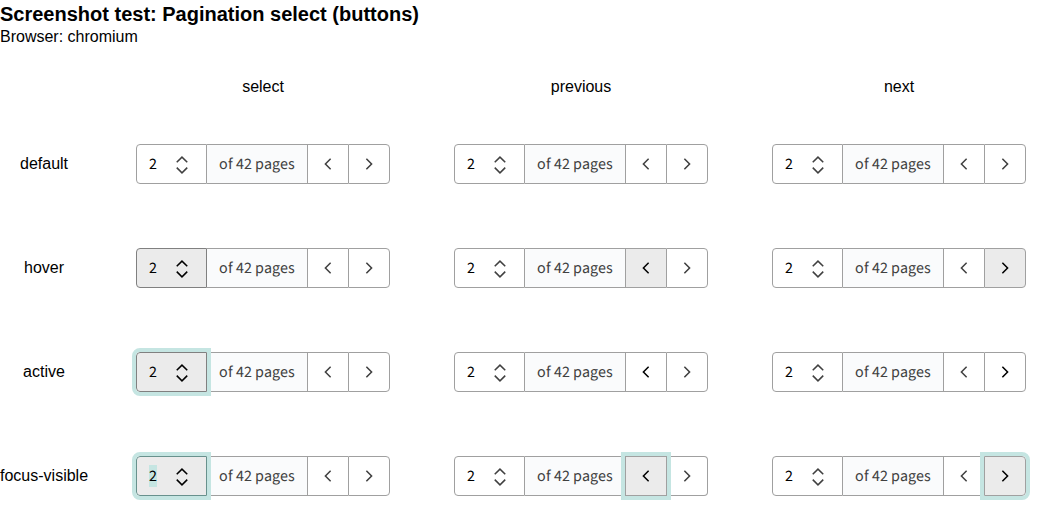 Screenshot test: Pagination select (buttons)
Browser: chromium
select previous next
default 2 of 42 pages 2 of 42 pages 2 of 42 pages
hover 2 of 42 pages 2 of 42 pages 2 of 42 pages
active 2 of 42 pages 2 of 42 pages 2 of 42 pages
focus-visible 2 of 42 pages 2 of 42 pages 2 of 42 pages